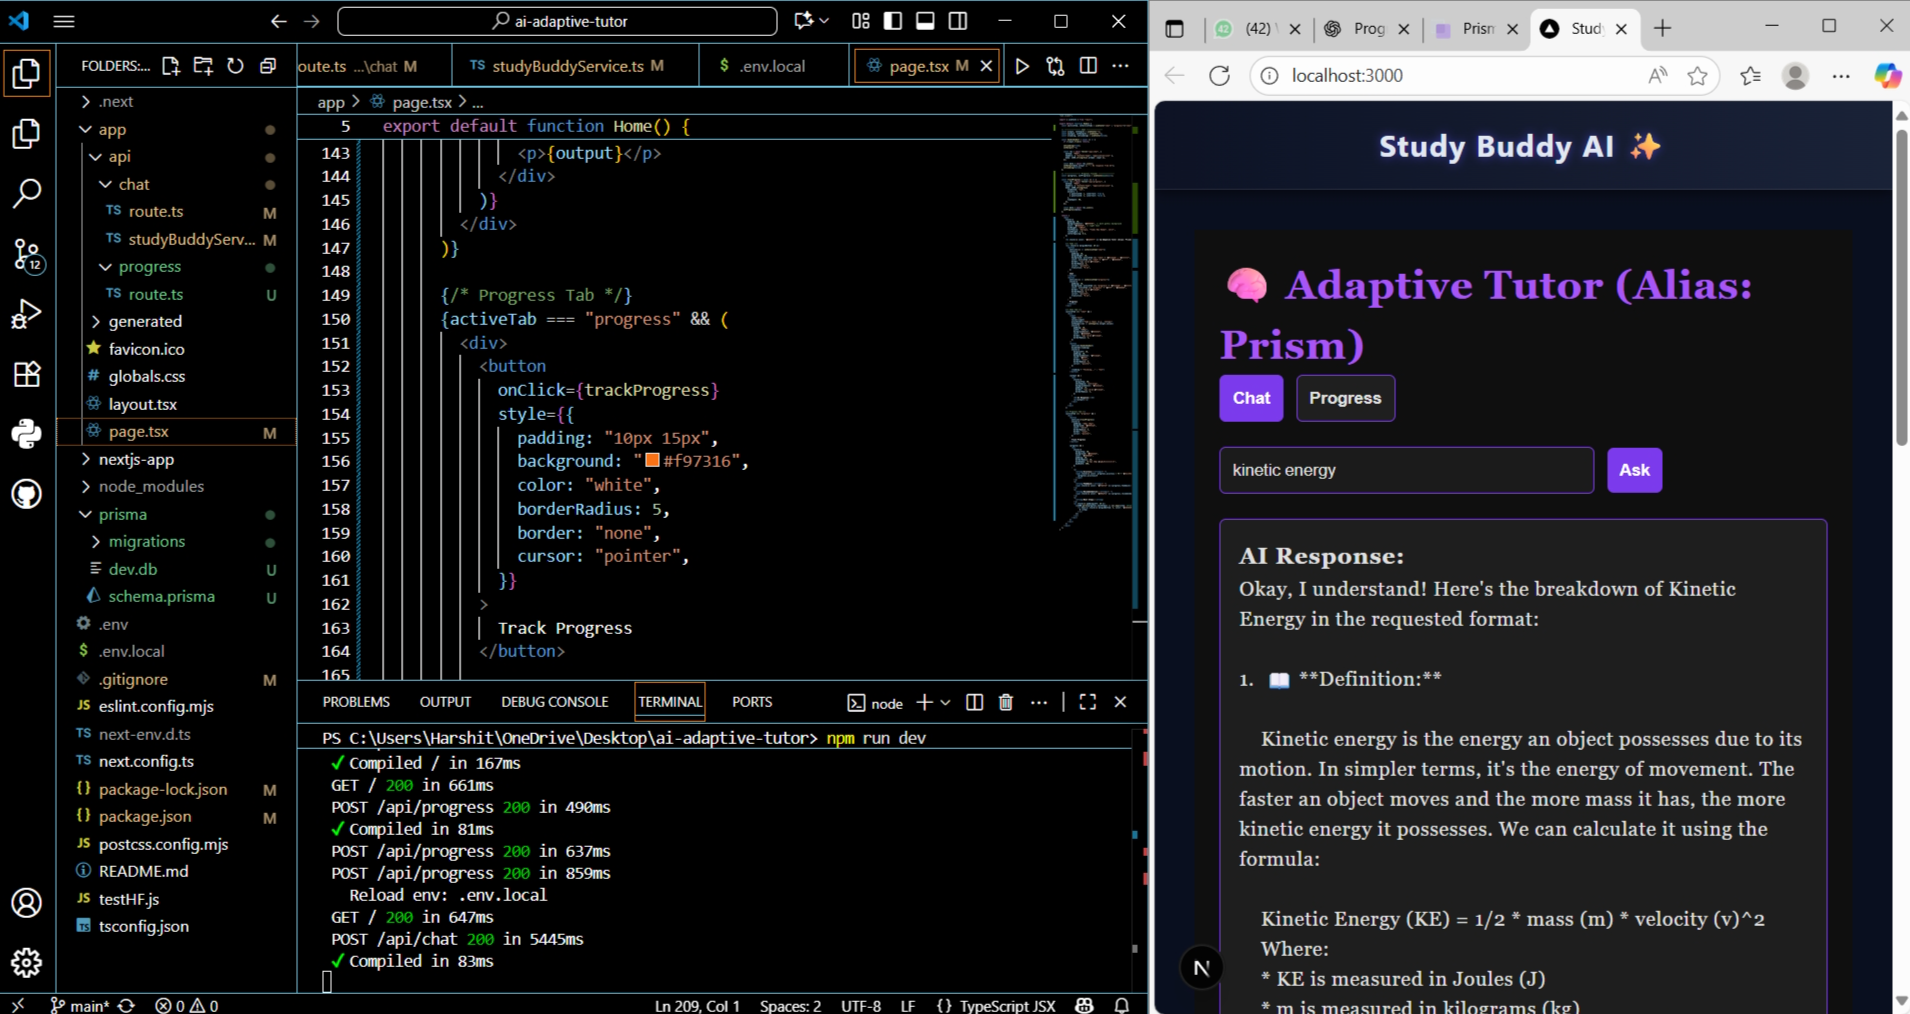 ai-adaptive-tutor
FOLDERS:...
.next
app
api
chat
TS route.ts M
TS studyBuddyServ... M
progress
TS route.ts U
generated
favicon.ico
# globals.css
layout.tsx
page.tsx M
nextjs-app
node_modules
prisma
migrations
dev.db U
schema.prisma U
.env
$ .env.local
.gitignore M
JS eslint.config.mjs
TS next-env.d.ts
TS next.config.ts
{} package-lock.json M
{} package.json M
JS postcss.config.mjs
README.md
JS testHF.js
TS tsconfig.json
12
oute.ts ...\chat M
TS studyBuddyService.ts M
$ .env.local
page.tsx M
app > page.tsx > ...
5 export default function Home() {
143 <p>{output}</p>
144 </div>
145 )}
146 </div>
147 )}
148
149 {/* Progress Tab */}
150 {activeTab === "progress" && (
151 <div>
152 <button
153 onClick={trackProgress}
154 style={{
155 padding: "10px 15px",
156 background: "#f97316",
157 color: "white",
158 borderRadius: 5,
159 border: "none",
160 cursor: "pointer",
161 }}
162 >
163 Track Progress
164 </button>
165
PROBLEMS OUTPUT DEBUG CONSOLE TERMINAL PORTS
node
PS C:\Users\Harshit\OneDrive\Desktop\ai-adaptive-tutor> npm run dev
✓ Compiled / in 167ms
GET / 200 in 661ms
POST /api/progress 200 in 490ms
✓ Compiled in 81ms
POST /api/progress 200 in 637ms
POST /api/progress 200 in 859ms
Reload env: .env.local
GET / 200 in 647ms
POST /api/chat 200 in 5445ms
✓ Compiled in 83ms
main* 0 0
Ln 209, Col 1 Spaces: 2 UTF-8 LF {} TypeScript JSX
42 (42)
Prog
Prism
Stud
localhost:3000
Study Buddy AI ✨
🧠 Adaptive Tutor (Alias:
Prism)
Chat Progress
kinetic energy Ask
AI Response:
Okay, I understand! Here's the breakdown of Kinetic
Energy in the requested format:
1. 📖 **Definition:**
Kinetic energy is the energy an object possesses due to its
motion. In simpler terms, it's the energy of movement. The
faster an object moves and the more mass it has, the more
kinetic energy it possesses. We can calculate it using the
formula:
Kinetic Energy (KE) = 1/2 * mass (m) * velocity (v)^2
Where:
* KE is measured in Joules (J)
* m is measured in kilograms (kg)
N